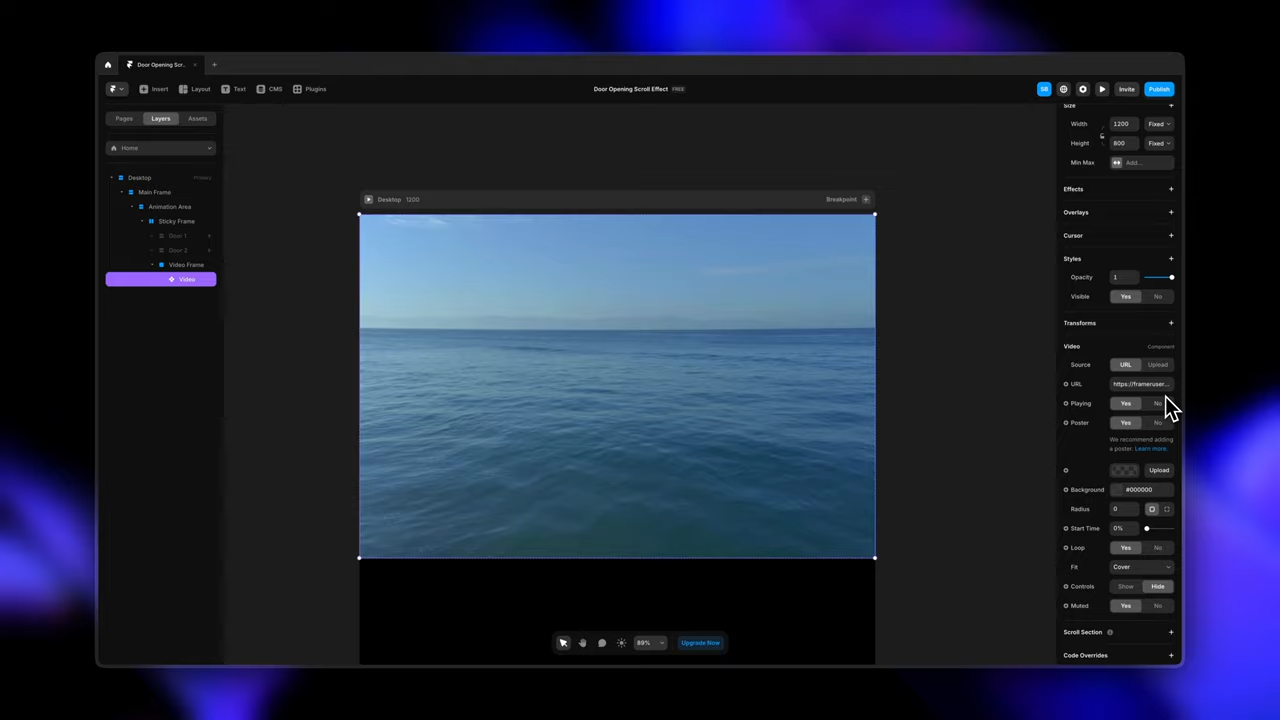 Door Opening Scr..
Insert
Layout
Text
CMS
Plugins
Door Opening Scroll Effect FREE
SB
Invite
Publish
Pages
Layers
Assets
Home
Desktop
Primary
Main Frame
Animation Area
Sticky Frame
Door 1
Door 2
Video Frame
Video
Desktop 1200
Breakpoint
89%
Upgrade Now
Size
Width 1200 Fixed
Height 800 Fixed
Min Max Add...
Effects
Overlays
Cursor
Styles
Opacity 1
Visible Yes No
Transforms
Video Component
Source URL Upload
URL https://frameruser...
Playing Yes No
Poster Yes No
We recommend adding
a poster. Learn more.
Upload
Background #000000
Radius 0
Start Time 0%
Loop Yes No
Fit Cover
Controls Show Hide
Muted Yes No
Scroll Section
Code Overrides